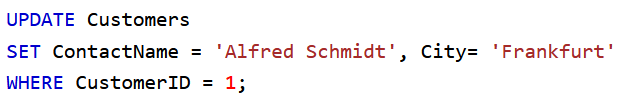 UPDATE Customers
SET ContactName = 'Alfred Schmidt', City= 'Frankfurt'
WHERE CustomerID = 1;